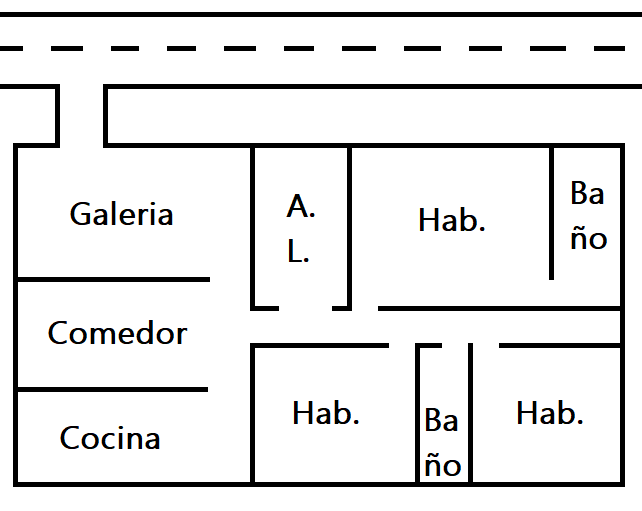 Galeria
A.
L.
Hab.
Ba
ño
Comedor
Cocina
Hab.
Ba
ño
Hab.